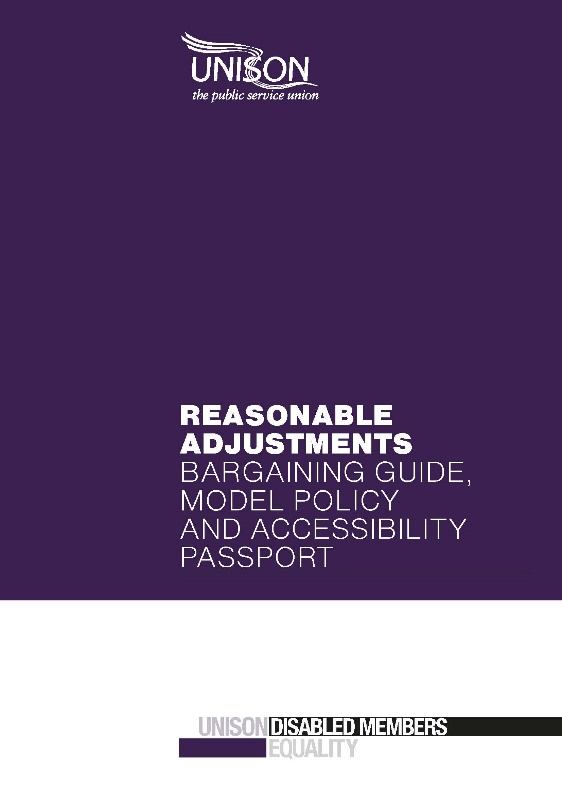 UNISON
the public service union
REASONABLE
ADJUSTMENTS
BARGAINING GUIDE,
MODEL POLICY
AND ACCESSIBILITY
PASSPORT
UNISON DISABLED MEMBERS
EQUALITY